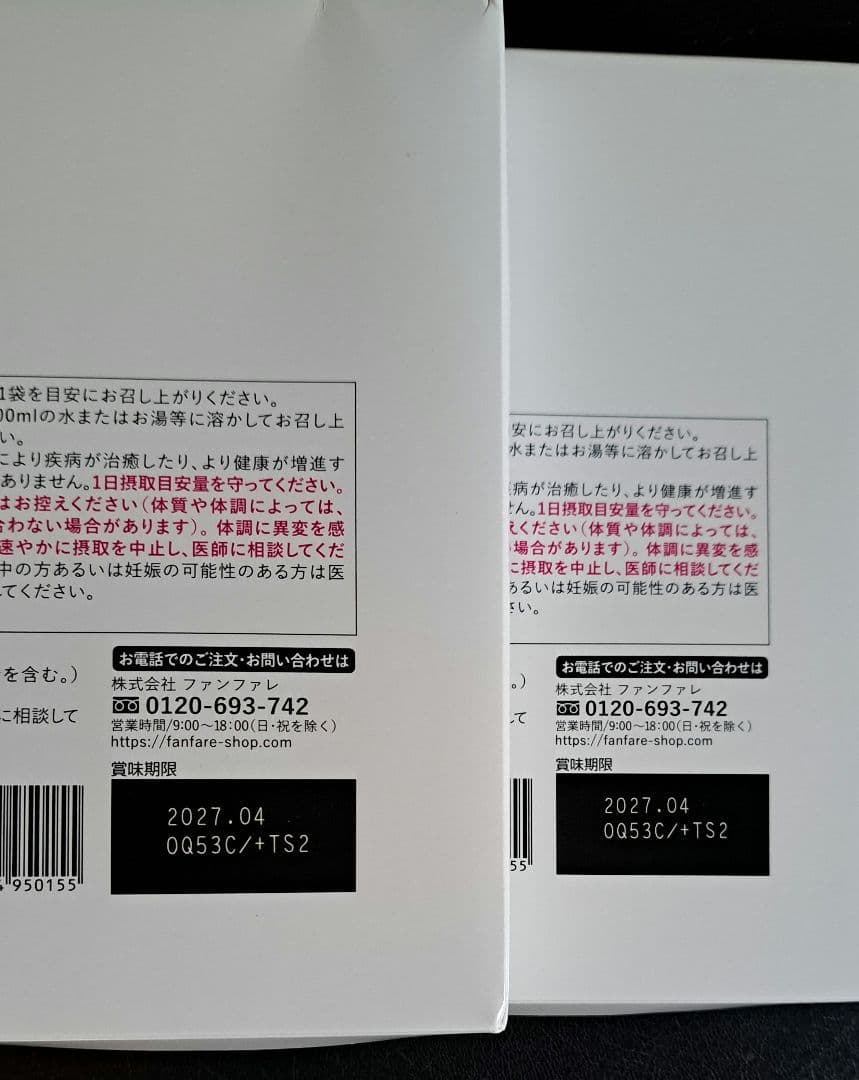 1袋を目安にお召し上がりください。
00mlの水またはお湯等に溶かしてお召し上
い。
により疾病が治癒したり、より健康が増進す
ありません。1日摂取目安量を守ってください。
はお控えください（体質や体調によっては、
合わない場合があります）。体調に異変を感
速やかに摂取を中止し、医師に相談してくだ
中の方あるいは妊娠の可能性のある方は医
てください。
を含む。）
に相談して
お電話でのご注文・お問い合わせは
株式会社 ファンファレ
0120-693-742
営業時間/9:00～18:00（日・祝を除く）
https://fanfare-shop.com
賞味期限
2027.04
0Q53C/+TS2
950155
安にお召し上がりください。
水またはお湯等に溶かしてお召し上
病が治癒したり、より健康が増進す
せん。1日摂取目安量を守ってください。
えください（体質や体調によっては、
場合があります）。体調に異変を感
に摂取を中止し、医師に相談してくだ
あるいは妊娠の可能性のある方は医
さい。
。）
て
お電話でのご注文・お問い合わせは
株式会社 ファンファレ
0120-693-742
営業時間/9:00～18:00（日・祝を除く）
https://fanfare-shop.com
賞味期限
2027.04
0Q53C/+TS2
55